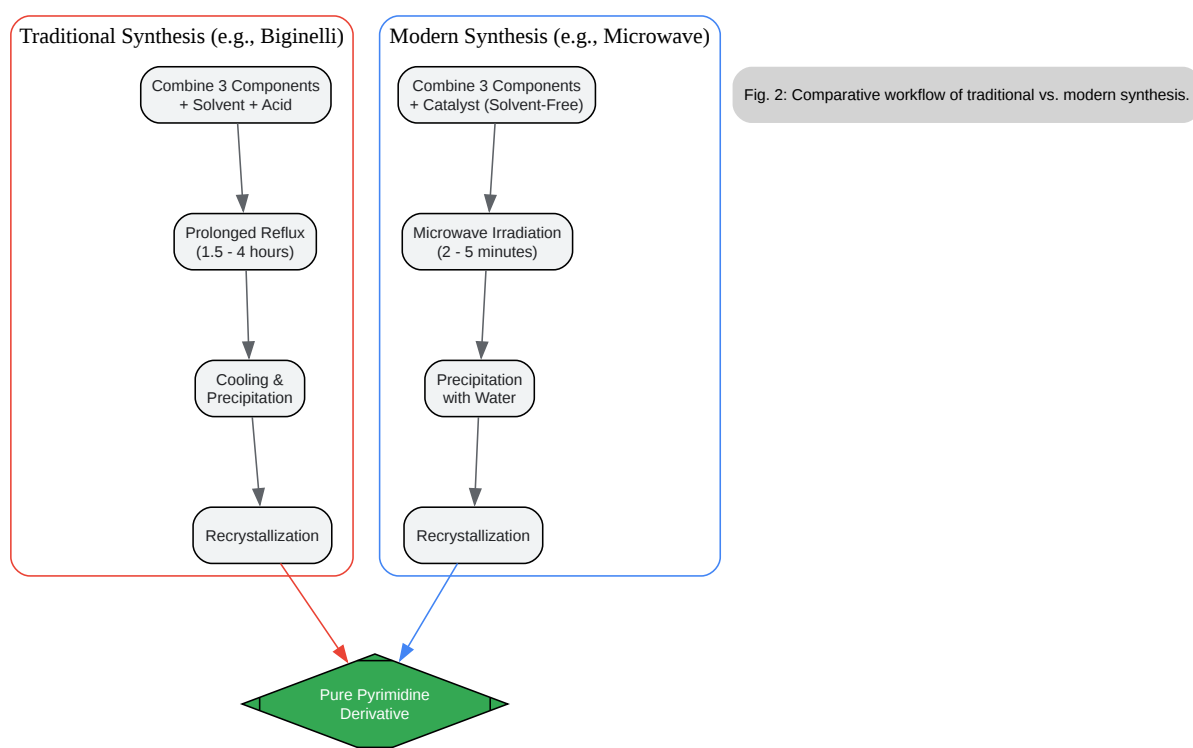 Traditional Synthesis (e.g., Biginelli)
Combine 3 Components
+ Solvent + Acid
Prolonged Reflux
(1.5 - 4 hours)
Cooling &
Precipitation
Recrystallization
Modern Synthesis (e.g., Microwave)
Combine 3 Components
+ Catalyst (Solvent-Free)
Microwave Irradiation
(2 - 5 minutes)
Precipitation
with Water
Recrystallization
Pure Pyrimidine
Derivative
Fig. 2: Comparative workflow of traditional vs. modern synthesis.